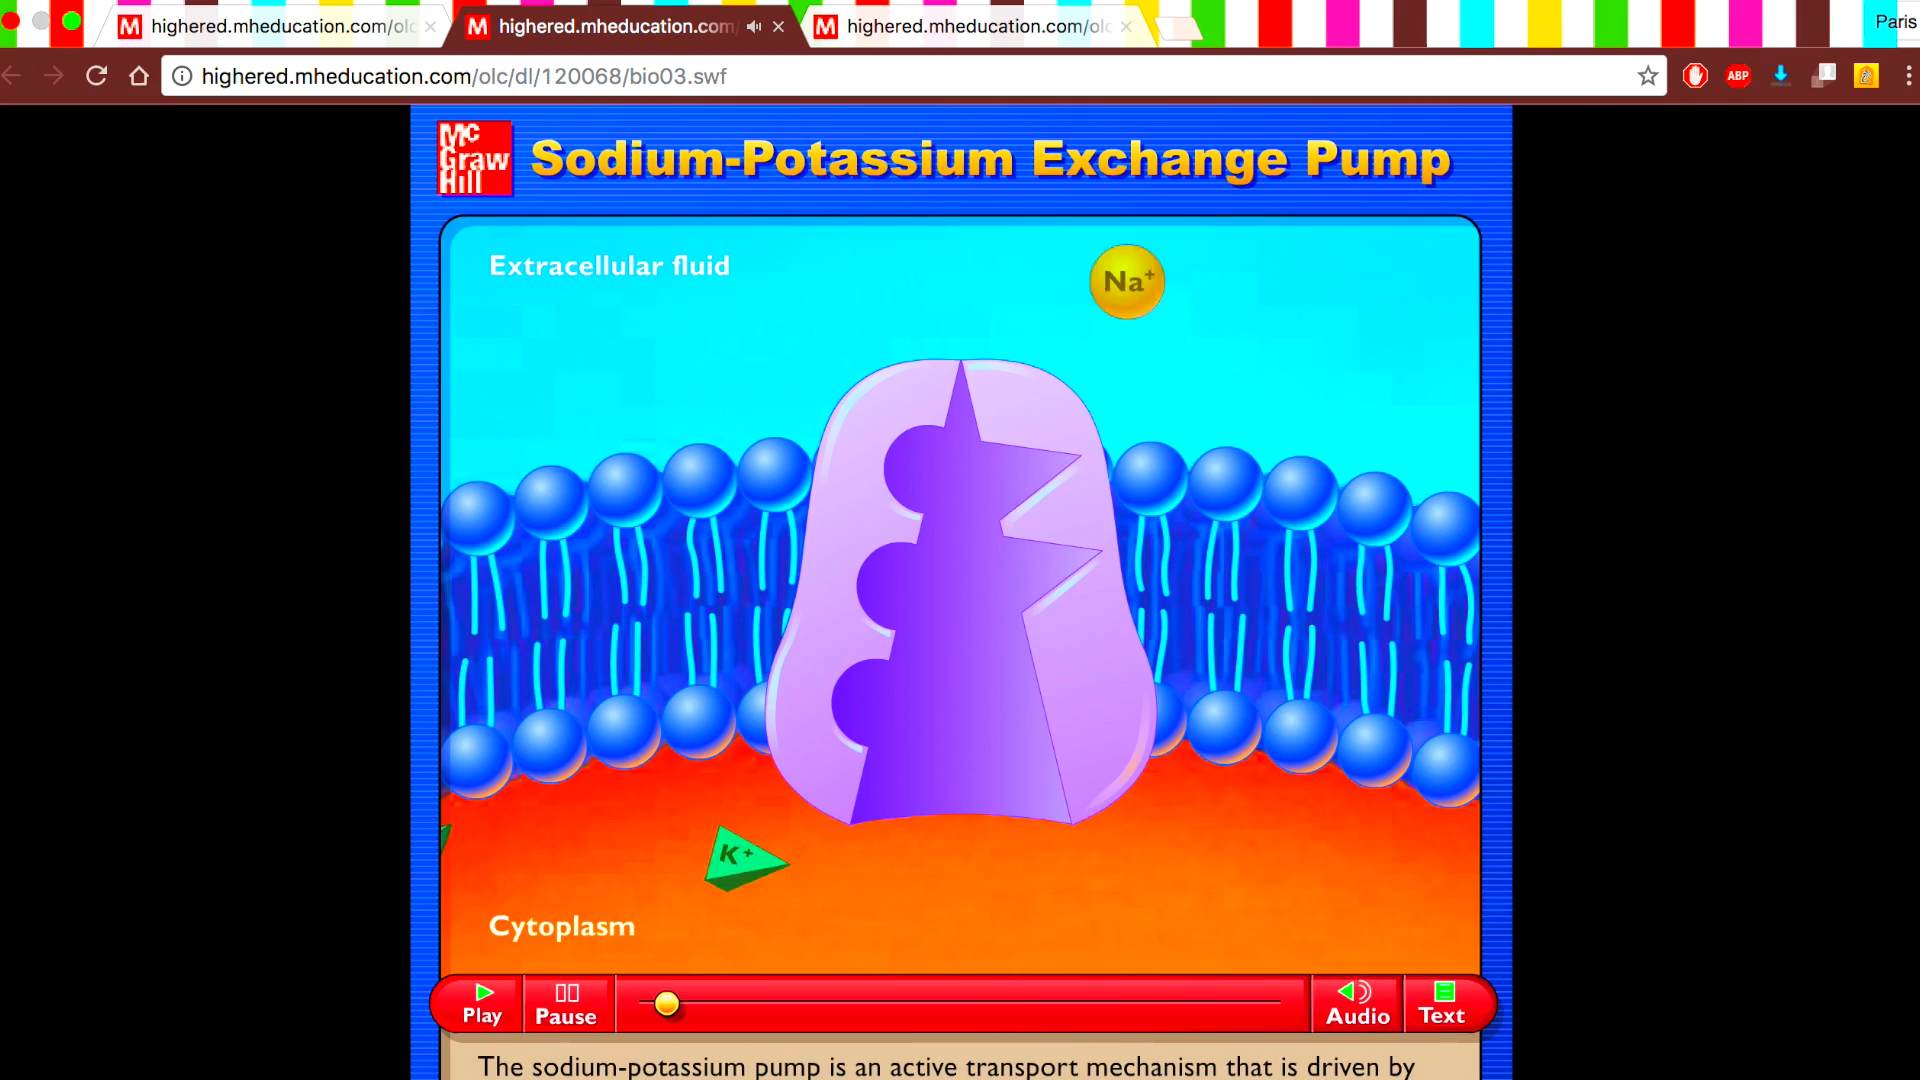 highered.mheducation.com/olc
highered.mheducation.com/
highered.mheducation.com/olc
Paris
highered.mheducation.com/olc/dl/120068/bio03.swf
ABP
Mc
Graw
Hill
Sodium-Potassium Exchange Pump
Extracellular fluid
Na+
K+
Cytoplasm
Play
Pause
Audio
Text
The sodium-potassium pump is an active transport mechanism that is driven by